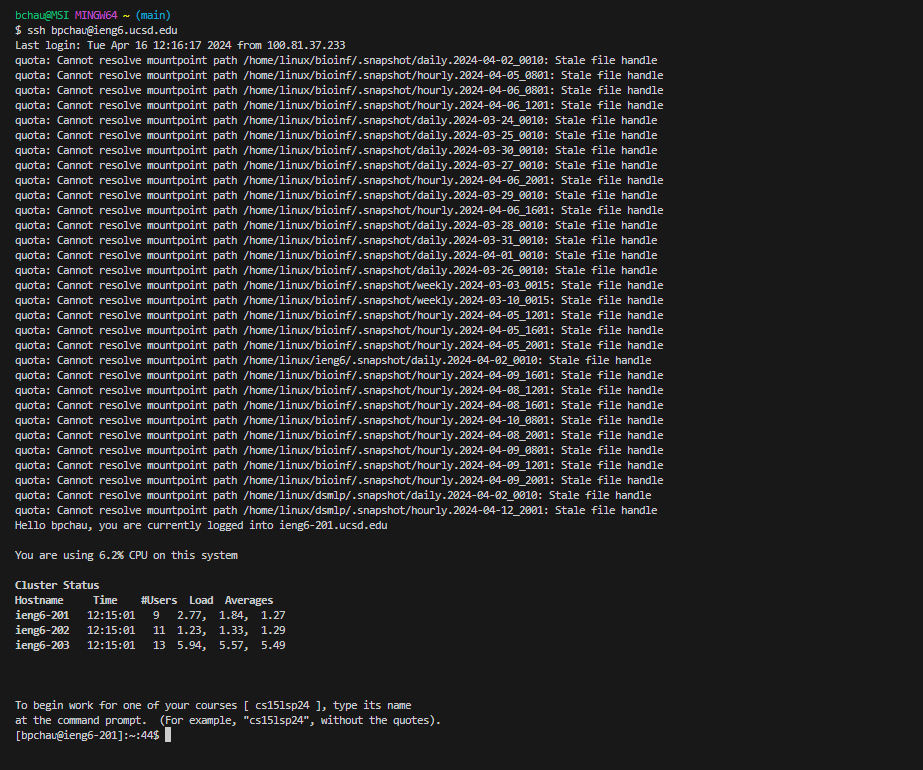 bchau@MSI MINGW64 ~ (main)
$ ssh bpchau@ieng6.ucsd.edu
Last login: Tue Apr 16 12:16:17 2024 from 100.81.37.233
quota: Cannot resolve mountpoint path /home/linux/bioinf/.snapshot/daily.2024-04-02_0010: Stale file handle
quota: Cannot resolve mountpoint path /home/linux/bioinf/.snapshot/hourly.2024-04-05_0801: Stale file handle
quota: Cannot resolve mountpoint path /home/linux/bioinf/.snapshot/hourly.2024-04-06_0801: Stale file handle
quota: Cannot resolve mountpoint path /home/linux/bioinf/.snapshot/hourly.2024-04-06_1201: Stale file handle
quota: Cannot resolve mountpoint path /home/linux/bioinf/.snapshot/daily.2024-03-24_0010: Stale file handle
quota: Cannot resolve mountpoint path /home/linux/bioinf/.snapshot/daily.2024-03-25_0010: Stale file handle
quota: Cannot resolve mountpoint path /home/linux/bioinf/.snapshot/daily.2024-03-30_0010: Stale file handle
quota: Cannot resolve mountpoint path /home/linux/bioinf/.snapshot/daily.2024-03-27_0010: Stale file handle
quota: Cannot resolve mountpoint path /home/linux/bioinf/.snapshot/hourly.2024-04-06_2001: Stale file handle
quota: Cannot resolve mountpoint path /home/linux/bioinf/.snapshot/daily.2024-03-29_0010: Stale file handle
quota: Cannot resolve mountpoint path /home/linux/bioinf/.snapshot/hourly.2024-04-06_1601: Stale file handle
quota: Cannot resolve mountpoint path /home/linux/bioinf/.snapshot/daily.2024-03-28_0010: Stale file handle
quota: Cannot resolve mountpoint path /home/linux/bioinf/.snapshot/daily.2024-03-31_0010: Stale file handle
quota: Cannot resolve mountpoint path /home/linux/bioinf/.snapshot/daily.2024-04-01_0010: Stale file handle
quota: Cannot resolve mountpoint path /home/linux/bioinf/.snapshot/daily.2024-03-26_0010: Stale file handle
quota: Cannot resolve mountpoint path /home/linux/bioinf/.snapshot/weekly.2024-03-03_0015: Stale file handle
quota: Cannot resolve mountpoint path /home/linux/bioinf/.snapshot/weekly.2024-03-10_0015: Stale file handle
quota: Cannot resolve mountpoint path /home/linux/bioinf/.snapshot/hourly.2024-04-05_1201: Stale file handle
quota: Cannot resolve mountpoint path /home/linux/bioinf/.snapshot/hourly.2024-04-05_1601: Stale file handle
quota: Cannot resolve mountpoint path /home/linux/bioinf/.snapshot/hourly.2024-04-05_2001: Stale file handle
quota: Cannot resolve mountpoint path /home/linux/ieng6/.snapshot/daily.2024-04-02_0010: Stale file handle
quota: Cannot resolve mountpoint path /home/linux/bioinf/.snapshot/hourly.2024-04-09_1601: Stale file handle
quota: Cannot resolve mountpoint path /home/linux/bioinf/.snapshot/hourly.2024-04-08_1201: Stale file handle
quota: Cannot resolve mountpoint path /home/linux/bioinf/.snapshot/hourly.2024-04-08_1601: Stale file handle
quota: Cannot resolve mountpoint path /home/linux/bioinf/.snapshot/hourly.2024-04-10_0801: Stale file handle
quota: Cannot resolve mountpoint path /home/linux/bioinf/.snapshot/hourly.2024-04-08_2001: Stale file handle
quota: Cannot resolve mountpoint path /home/linux/bioinf/.snapshot/hourly.2024-04-09_0801: Stale file handle
quota: Cannot resolve mountpoint path /home/linux/bioinf/.snapshot/hourly.2024-04-09_1201: Stale file handle
quota: Cannot resolve mountpoint path /home/linux/bioinf/.snapshot/hourly.2024-04-09_2001: Stale file handle
quota: Cannot resolve mountpoint path /home/linux/dsmlp/.snapshot/daily.2024-04-02_0010: Stale file handle
quota: Cannot resolve mountpoint path /home/linux/dsmlp/.snapshot/hourly.2024-04-12_2001: Stale file handle
Hello bpchau, you are currently logged into ieng6-201.ucsd.edu
You are using 6.2% CPU on this system
Cluster Status
Hostname     Time    #Users  Load  Averages
ieng6-201   12:15:01   9   2.77,  1.84,  1.27
ieng6-202   12:15:01   11  1.23,  1.33,  1.29
ieng6-203   12:15:01   13  5.94,  5.57,  5.49
To begin work for one of your courses [ cs15lsp24 ], type its name
at the command prompt.  (For example, "cs15lsp24", without the quotes).
[bpchau@ieng6-201]:~:44$